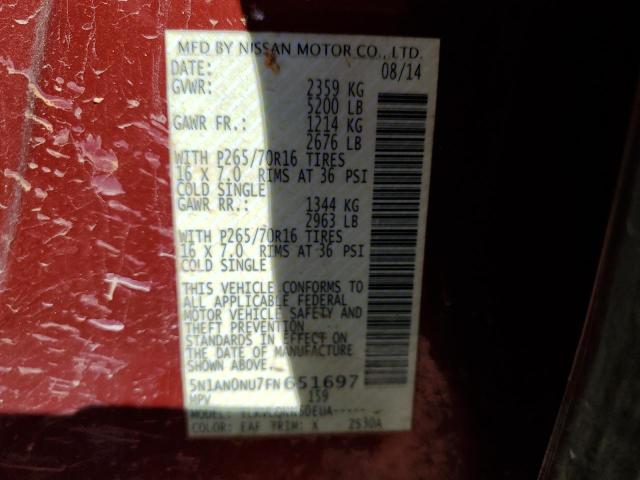 MFD BY NISSAN MOTOR CO., LTD.
DATE: 08/14
GVWR: 2359 KG
5200 LB
GAWR FR.: 1214 KG
2676 LB
WITH P265/70R16 TIRES
16 X 7.0 RIMS AT 36 PSI
COLD SINGLE
GAWR RR.: 1344 KG
2963 LB
WITH P265/70R16 TIRES
16 X 7.0 RIMS AT 36 PSI
COLD SINGLE
THIS VEHICLE CONFORMS TO
ALL APPLICABLE FEDERAL
MOTOR VEHICLE SAFETY AND
THEFT PREVENTION
STANDARDS IN EFFECT ON
THE DATE OF MANUFACTURE
SHOWN ABOVE.
5N1AN0NU7FN651697
MPV 159
COLOR: EAF TRIM: X 2S30A